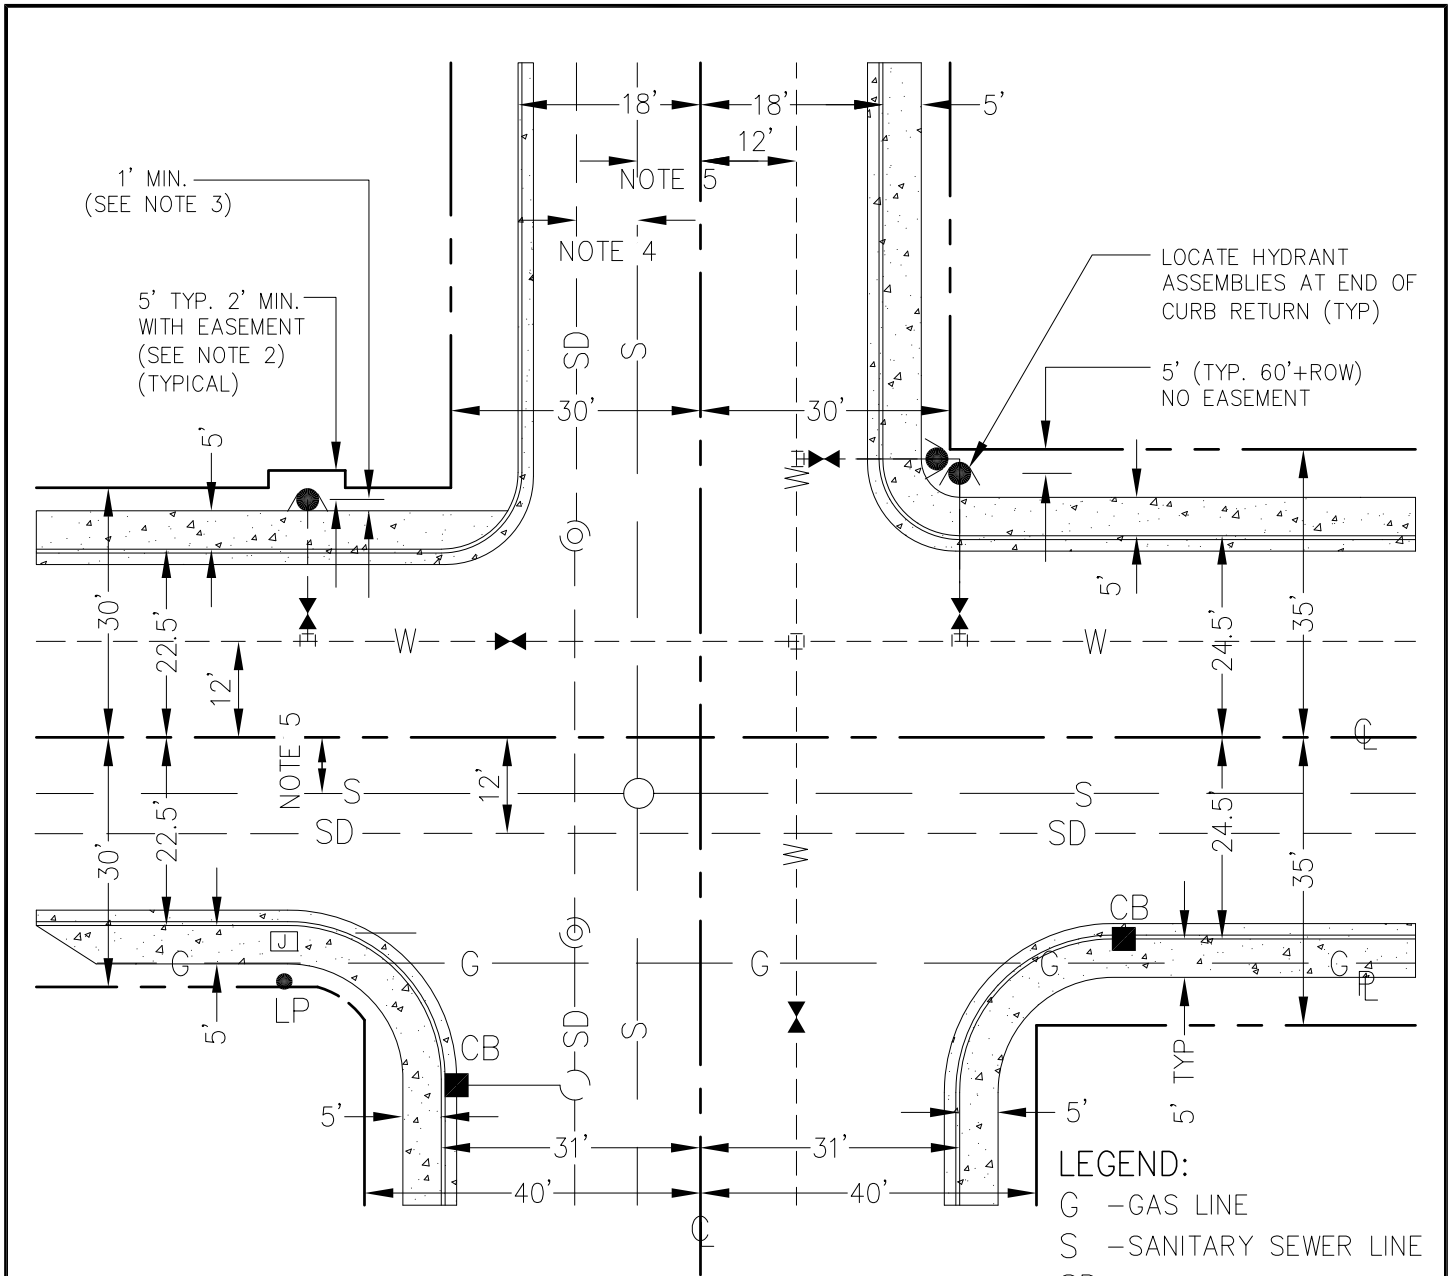 18'
18'
5'
12'
NOTE 5
1' MIN.
(SEE NOTE 3)
NOTE 4
LOCATE HYDRANT
ASSEMBLIES AT END OF
CURB RETURN (TYP)
5' TYP. 2' MIN.
WITH EASEMENT
(SEE NOTE 2)
(TYPICAL)
SD
S
5' (TYP. 60'+ROW)
NO EASEMENT
30'
30'
5'
W
5'
30'
22.5'
W
W
24.5'
35'
12'
NOTE 5
CL
S
12'
S
SD
SD
30'
22.5'
W
24.5'
35'
CB
J
G
G
G
G
G
PL
LP
5'
SD
S
CB
5' TYP
5'
5'
31'
31'
40'
40'
CL
LEGEND:
G -GAS LINE
S -SANITARY SEWER LINE